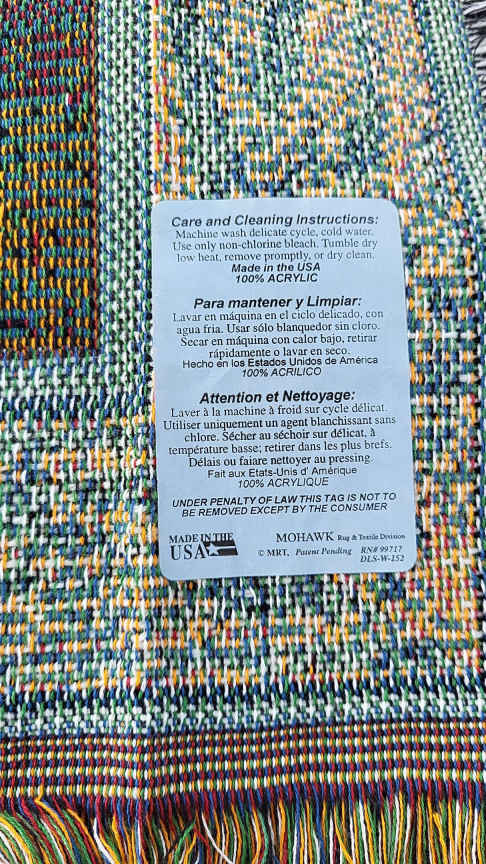 Care and Cleaning Instructions:
Machine wash delicate cycle, cold water.
Use only non-chlorine bleach. Tumble dry
low heat, remove promptly, or dry clean.
Made in the USA
100% ACRYLIC
Para mantener y Limpiar:
Lavar en máquina en el ciclo delicado, con
agua fria. Usar sólo blanquedor sin cloro.
Secar en máquina con calor bajo, retirar
rápidamente o lavar en seco.
Hecho en los Estados Unidos de América
100% ACRILICO
Attention et Nettoyage:
Laver à la machine à froid sur cycle délicat.
Utiliser uniquement un agent blanchissant sans
chlore. Sécher au séchoir sur délicat, à
température basse; retirer dans les plus brefs.
Délais ou faiare nettoyer au pressing.
Fait aux Etats-Unis d' Amérique
100% ACRYLIQUE
UNDER PENALTY OF LAW THIS TAG IS NOT TO
BE REMOVED EXCEPT BY THE CONSUMER
MADE IN THE
USA
MOHAWK Rug & Textile Division
© MRT, Patent Pending RN# 99717
DLS-W-152